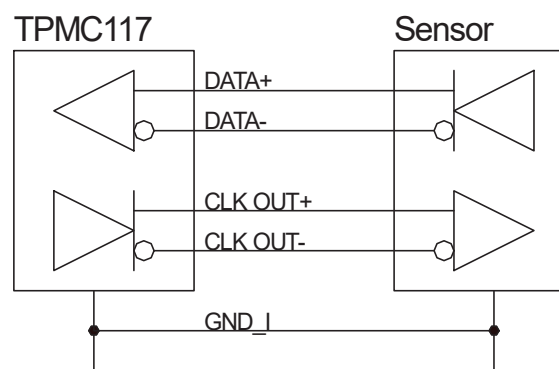 TPMC117 Sensor
DATA+
DATA-
CLK OUT+
CLK OUT-
GND_I